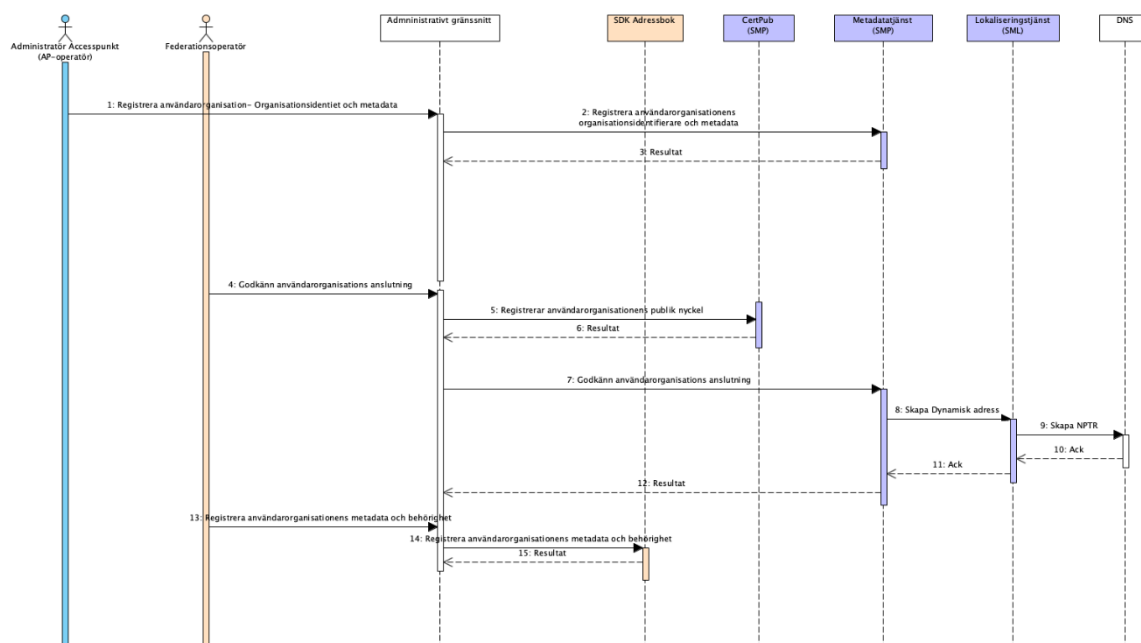 Admninistrativt gränssnitt
SDK Adressbok
CertPub
(SMP)
Metadatatjänst
(SMP)
Lokaliseringstjänst
(SML)
DNS
Administratör Accesspunkt
(AP-operatör)
Federationsoperatör
1: Registrera användarorganisation- Organisationsidentiet och metadata
2: Registrera användarorganisationens
organisationsidentifierare och metadata
3: Resultat
4: Godkänn användarorganisations anslutning
5: Registrerar användarorganisationens publik nyckel
6: Resultat
7: Godkänn användarorganisations anslutning
8: Skapa Dynamisk adress
9: Skapa NPTR
10: Ack
11: Ack
12: Resultat
13: Registrera användarorganisationens metadata och behörighet
14: Registrera användarorganisationens metadata och behörighet
15: Resultat